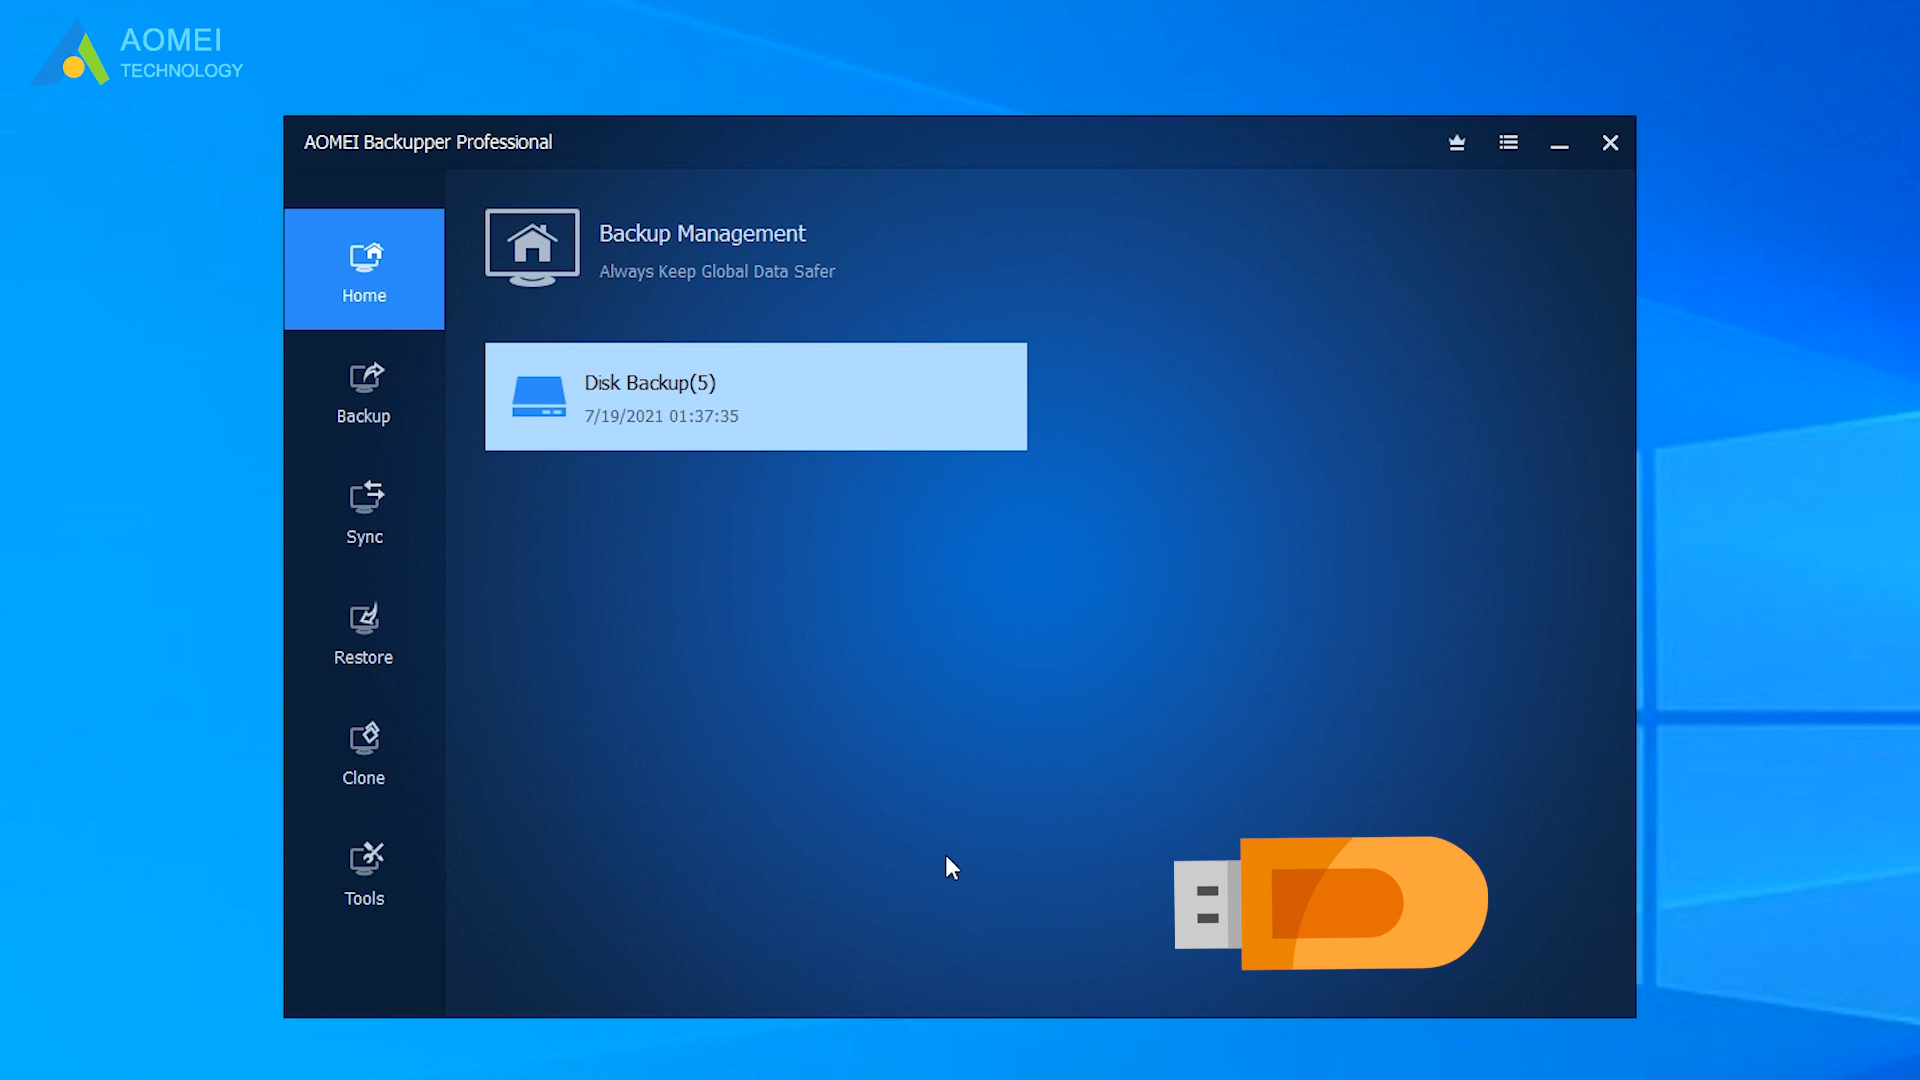 AOMEI
TECHNOLOGY
AOMEI Backupper Professional
Home
Backup
Sync
Restore
Clone
Tools
Backup Management
Always Keep Global Data Safer
Disk Backup(5)
7/19/2021 01:37:35